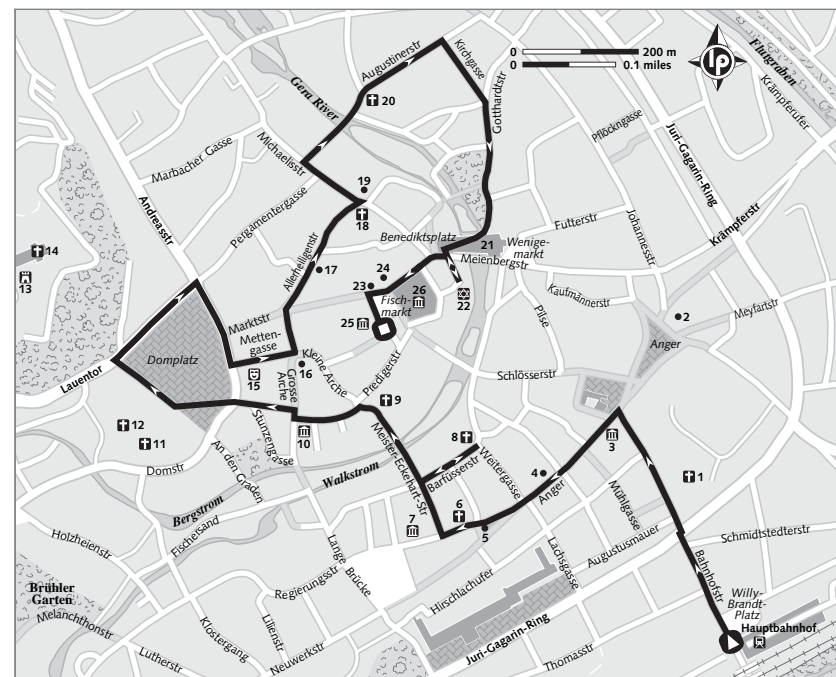 0 200 m
0 0.1 miles
lp
Flutgraben
Krämpferufer
Augustinerstr
Kirchgasse
Gotthardtstr
Gera River
20
Pflöckngasse
Juri-Gagarin-Ring
Michaelisstr
Marbacher Gasse
19
18
Johannesstr
Krämpferstr
Andreasstr
Pergamentergasse
Benediktsplatz
21
Wenige-
markt
Futterstr
Meienbergstr
14
13
Allerheiligenstr
17
24
23
26
22
Fisch-
markt
25
Kaufmännerstr
Pilse
2
Meyfartstr
Marktstr
Metten-
gasse
Domplatz
Anger
15
16
Kleine Arche
Grosse
Arche
Predigerstr
Schlösserstr
Lauentor
9
12
11
10
Stunzengasse
Meister-Eckehart-Str
8
3
Domstr
An den Graden
Walkstrom
Barfüsserstr
Weitergasse
4
Anger
1
Mühlgasse
Bergstrom
Fischersand
7
6
5
Holzheienstr
Lange
Brücke
Lachsgasse
Augustusmauer
Schmidtstedterstr
Bahnhofstr
Regierungsstr
Hirschlachufer
Brühler
Garten
Melanchthonstr
Klostergang
Lilienstr
Willy-
Brandt-
Platz
Hauptbahnhof
Lutherstr
Neuwerkstr
Juri-Gagarin-Ring
Thomasstr